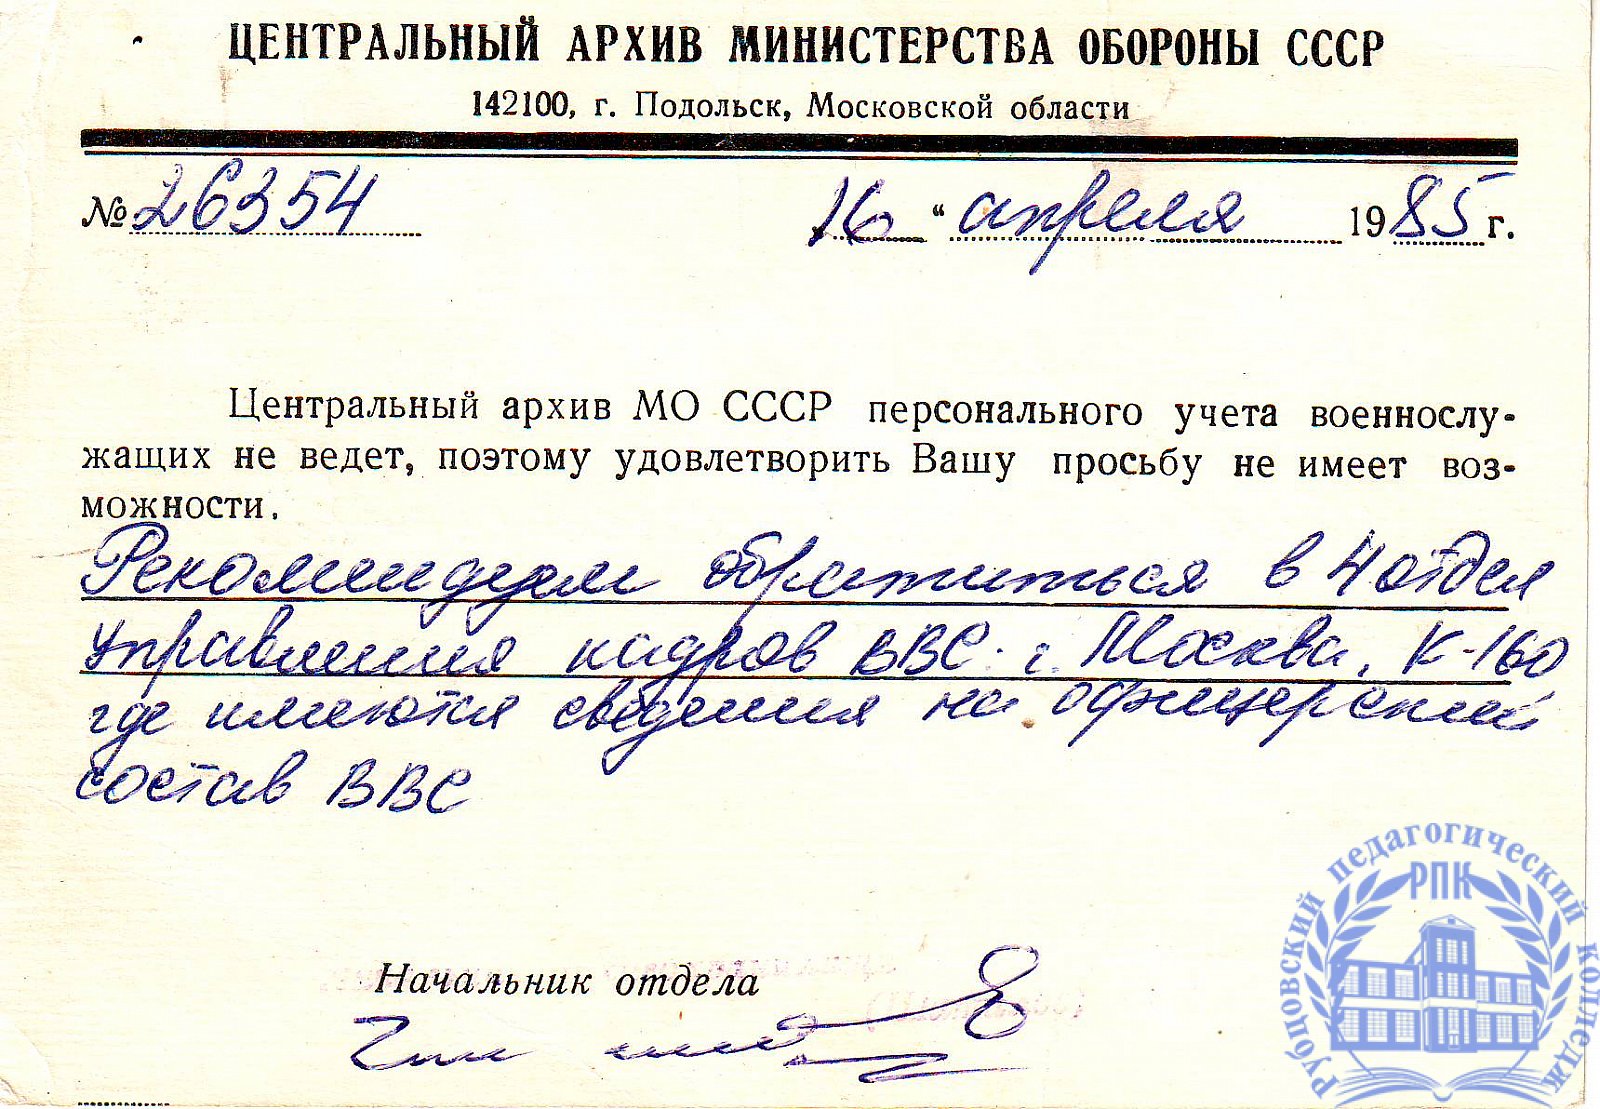 ЦЕНТРАЛЬНЫЙ АРХИВ МИНИСТЕРСТВА ОБОРОНЫ СССР
142100, г. Подольск, Московской области
№ 26354 16 " апреля 1985 г.
Центральный архив МО СССР персонального учета военнослу-
жащих не ведет, поэтому удовлетворить Вашу просьбу не имеет воз-
можности.
Рекомендуем обратиться в 4 отдел
управления кадров ВВС. г. Москва, К-160
где имеются сведения на офицерский
состав ВВС
Начальник отдела
Рубцовский педагогический колледж
РПК